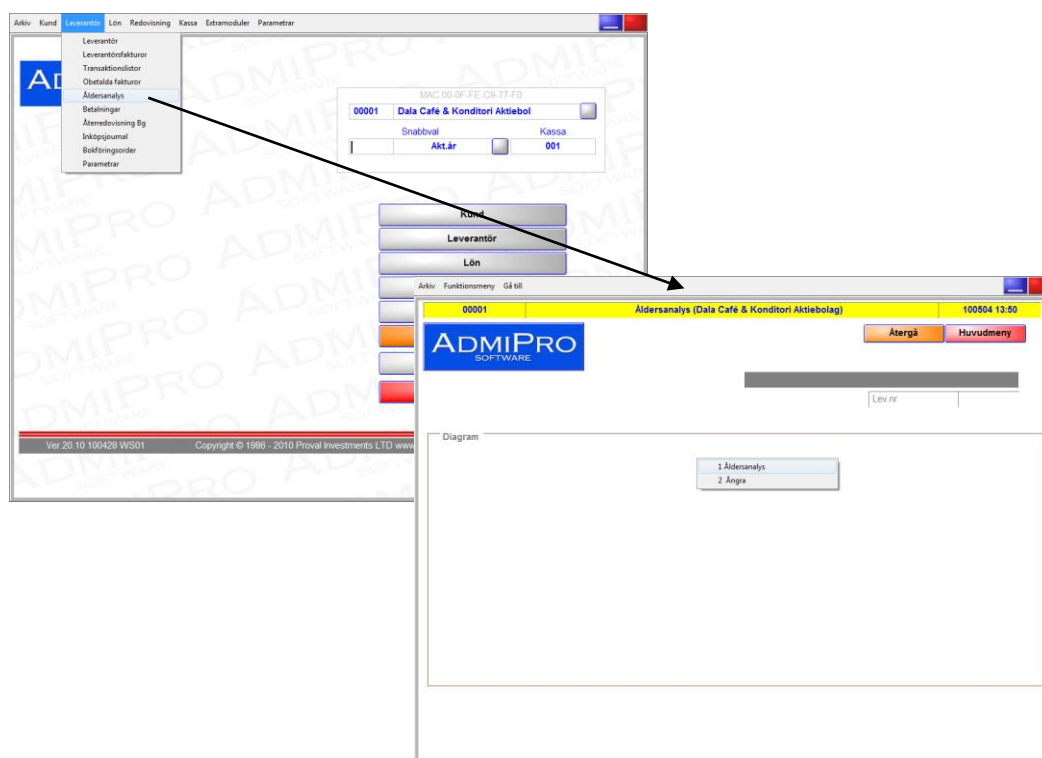 Arkiv Kund Leverantör Lön Redovisning Kassa Extramoduler Parametrar
Leverantör
Leverantörsfakturor
Transaktionslistor
Obetalda fakturor
Åldersanalys
Betalningar
Återredovisning Bg
Inköpsjournal
Bokföringsorder
Parametrar
MAC 00-0F-FE-C9-77-F0
00001 Dala Café & Konditori Aktiebol
Snabbval Kassa
Akt.år 001
Kund
Leverantör
Lön
Ver.20.10 100428 WS01 Copyright © 1986 - 2010 Proval Investments LTD www
Arkiv Funktionsmeny Gå till
00001 Åldersanalys (Dala Café & Konditori Aktiebolag) 100504 13:50
ADMIPRO
SOFTWARE
Återgå Huvudmeny
Lev.nr
Diagram
1 Åldersanalys
2 Ångra